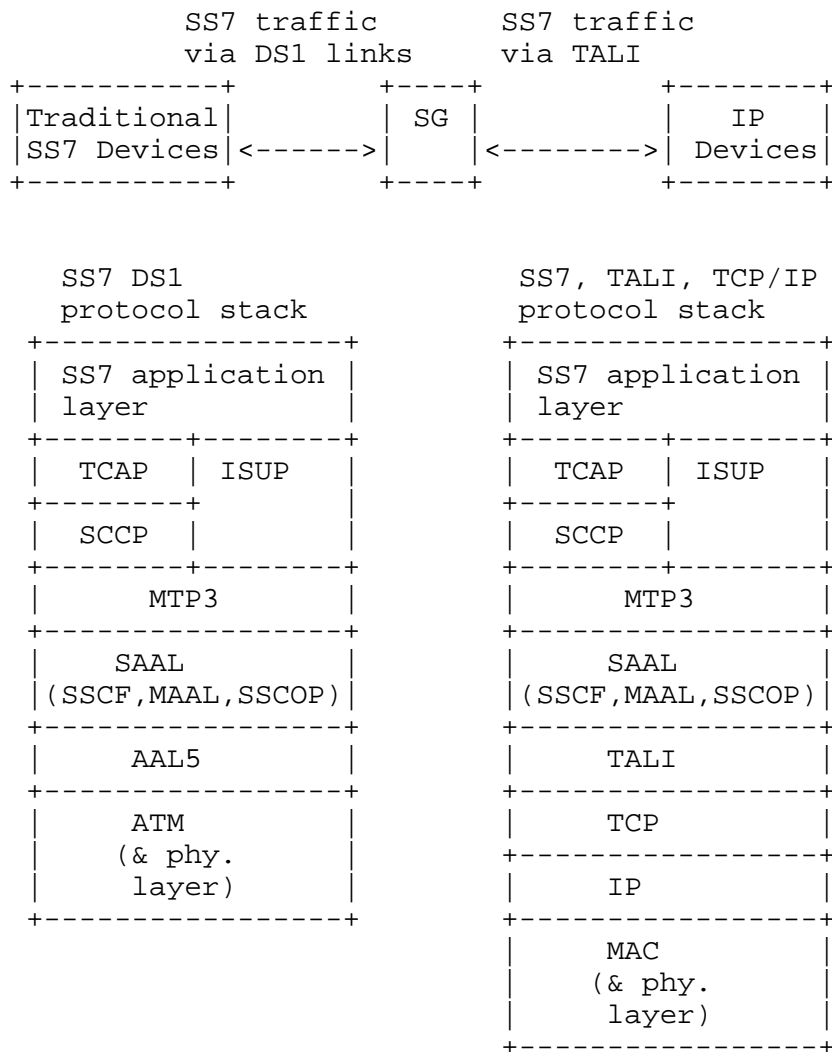 SS7 traffic SS7 traffic
via DS1 links via TALI
+-----------+ +----+ +--------+
|Traditional| | SG | | IP |
|SS7 Devices|<------>| |<-------->| Devices|
+-----------+ +----+ +--------+
SS7 DS1 SS7, TALI, TCP/IP
protocol stack protocol stack
+-----------------+ +-----------------+
| SS7 application | | SS7 application |
| layer | | layer |
+--------+--------+ +--------+--------+
| TCAP | ISUP | | TCAP | ISUP |
+--------+ | +--------+ |
| SCCP | | | SCCP | |
+--------+--------+ +--------+--------+
| MTP3 | | MTP3 |
+-----------------+ +-----------------+
| SAAL | | SAAL |
|(SSCF,MAAL,SSCOP)| |(SSCF,MAAL,SSCOP)|
+-----------------+ +-----------------+
| AAL5 | | TALI |
+-----------------+ +-----------------+
| ATM | | TCP |
| (& phy. | +-----------------+
| layer) | | IP |
+-----------------+ +-----------------+
| MAC |
| (& phy. |
| layer) |
+-----------------+